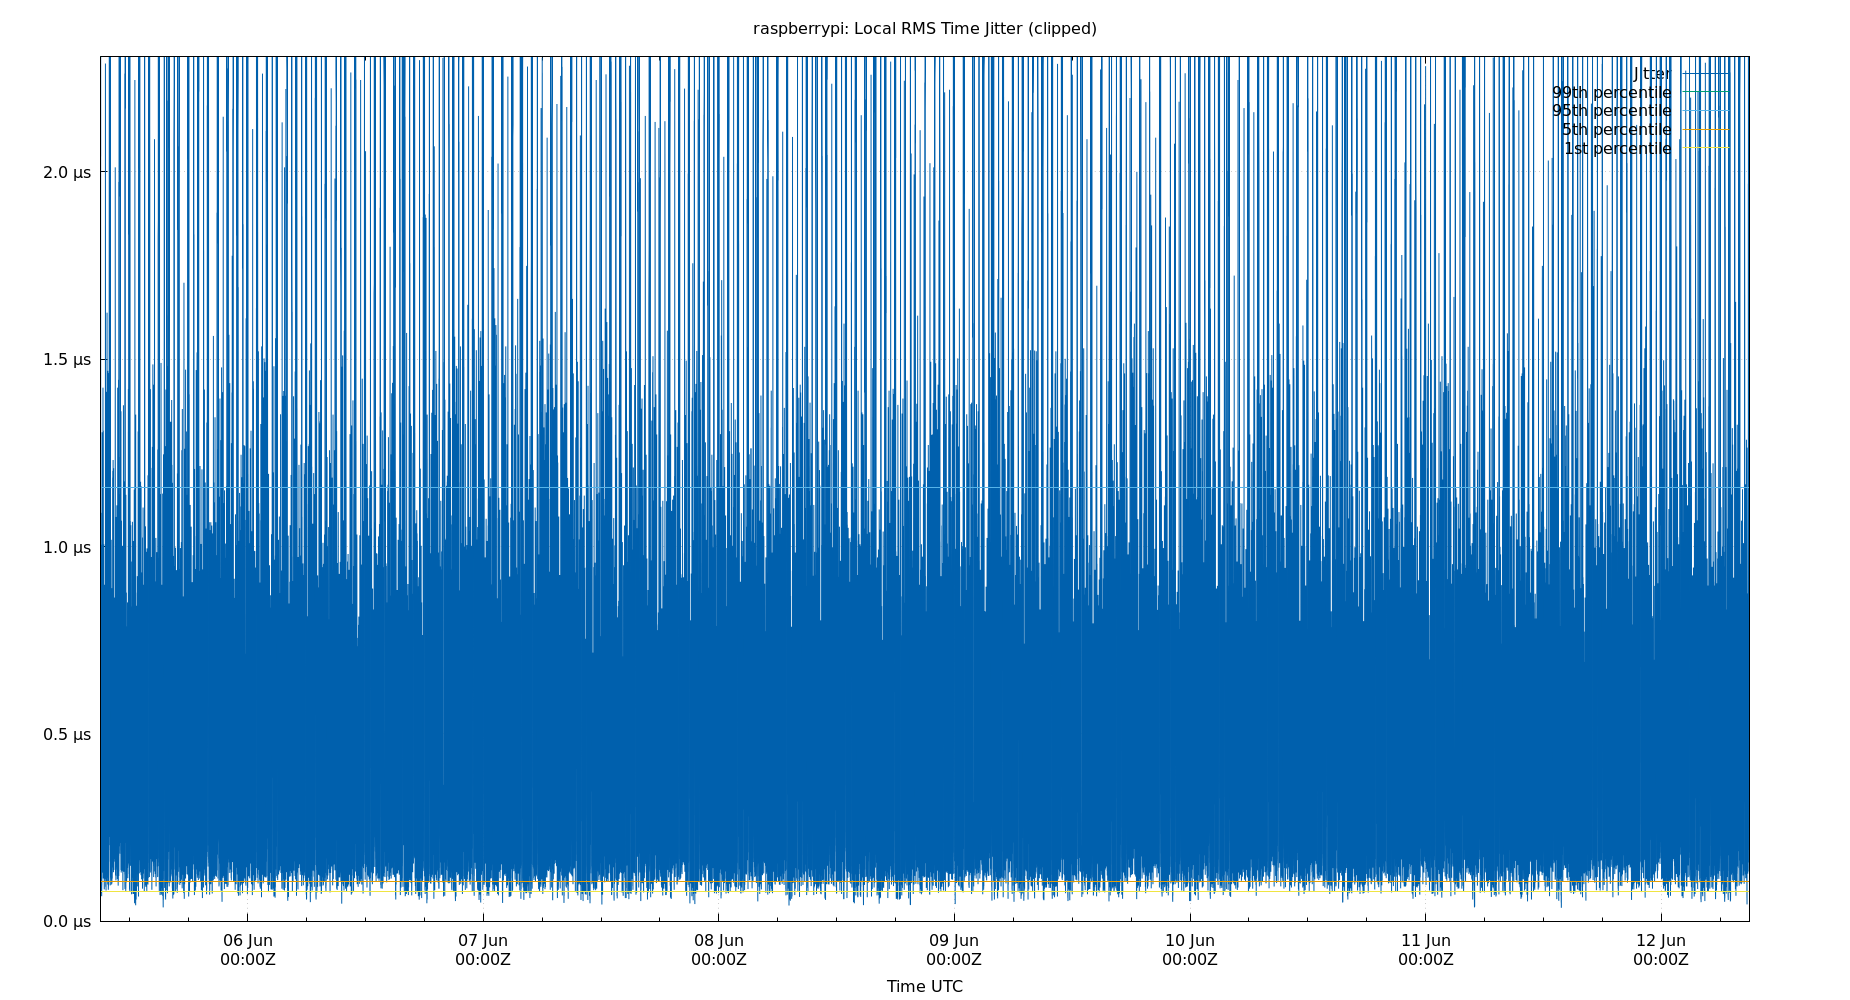 raspberrypi: Local RMS Time Jitter (clipped)
Jitter
99th percentile
95th percentile
5th percentile
1st percentile
2.0 µs
1.5 µs
1.0 µs
0.5 µs
0.0 µs
06 Jun 07 Jun 08 Jun 09 Jun 10 Jun 11 Jun 12 Jun
00:00Z 00:00Z 00:00Z 00:00Z 00:00Z 00:00Z 00:00Z
Time UTC